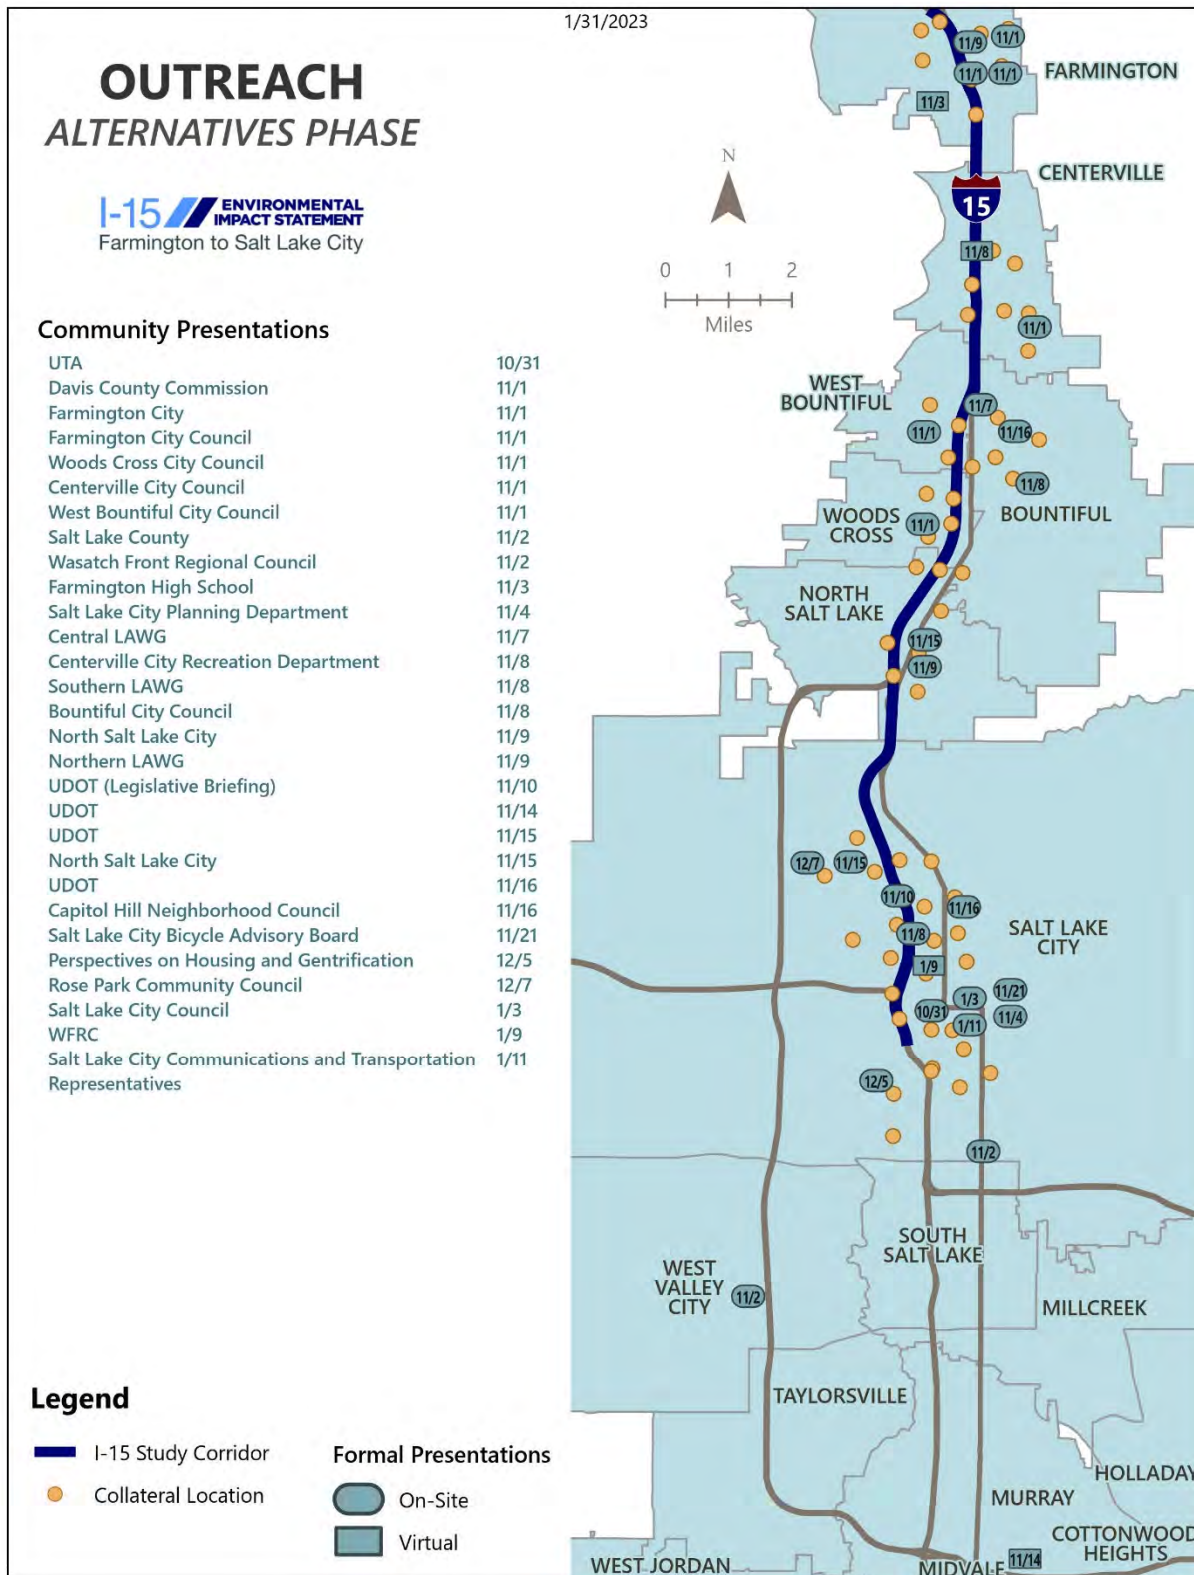 1/31/2023
OUTREACH
ALTERNATIVES PHASE
I-15 ENVIRONMENTAL
IMPACT STATEMENT
Farmington to Salt Lake City
Community Presentations
UTA 10/31
Davis County Commission 11/1
Farmington City 11/1
Farmington City Council 11/1
Woods Cross City Council 11/1
Centerville City Council 11/1
West Bountiful City Council 11/1
Salt Lake County 11/2
Wasatch Front Regional Council 11/2
Farmington High School 11/3
Salt Lake City Planning Department 11/4
Central LAWG 11/7
Centerville City Recreation Department 11/8
Southern LAWG 11/8
Bountiful City Council 11/8
North Salt Lake City 11/9
Northern LAWG 11/9
UDOT (Legislative Briefing) 11/10
UDOT 11/14
UDOT 11/15
North Salt Lake City 11/15
UDOT 11/16
Capitol Hill Neighborhood Council 11/16
Salt Lake City Bicycle Advisory Board 11/21
Perspectives on Housing and Gentrification 12/5
Rose Park Community Council 12/7
Salt Lake City Council 1/3
WFRC 1/9
Salt Lake City Communications and Transportation 1/11
Representatives
Legend
I-15 Study Corridor
Collateral Location
Formal Presentations
On-Site
Virtual
N
0 1 2
Miles
11/9 11/1
11/1 11/1
FARMINGTON
11/3
CENTERVILLE
15
11/8
11/1
WEST
BOUNTIFUL
11/7
11/1 11/16
11/8
WOODS
CROSS
BOUNTIFUL
11/1
NORTH
SALT LAKE
11/15
11/9
12/7 11/15
11/10
11/16
11/8
SALT LAKE
CITY
1/9
11/21
1/3
10/31
11/4
1/11
12/5
11/2
SOUTH
SALT LAKE
WEST
VALLEY
CITY
11/2
MILLCREEK
TAYLORSVILLE
HOLLADAY
MURRAY
COTTONWOOD
HEIGHTS
11/14
WEST JORDAN
MIDVALE